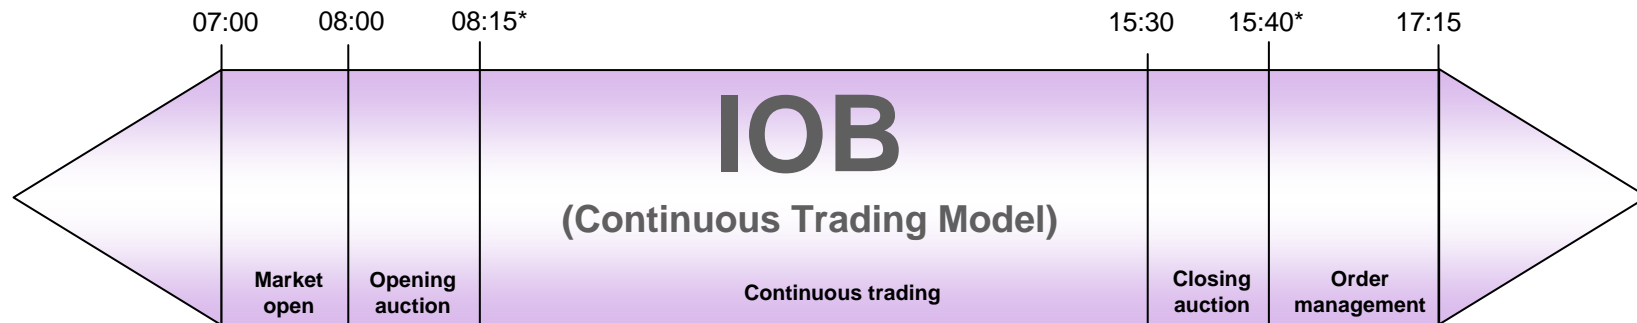 07:00 08:00 08:15* 15:30 15:40* 17:15
IOB
(Continuous Trading Model)
Market
open
Opening
auction
Continuous trading
Closing
auction
Order
management